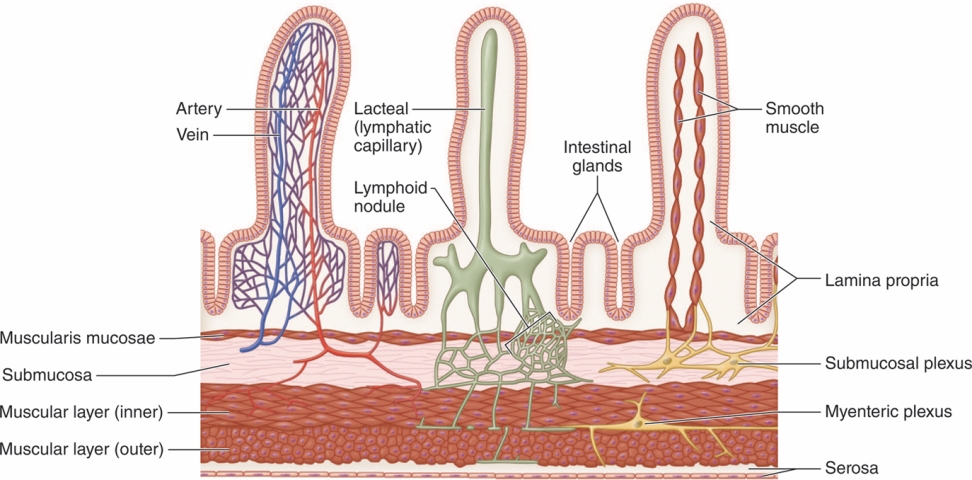 Artery
Vein
Lacteal
(lymphatic
capillary)
Lymphoid
nodule
Intestinal
glands
Smooth
muscle
Lamina propria
Muscularis mucosae
Submucosa
Submucosal plexus
Muscular layer (inner)
Myenteric plexus
Muscular layer (outer)
Serosa